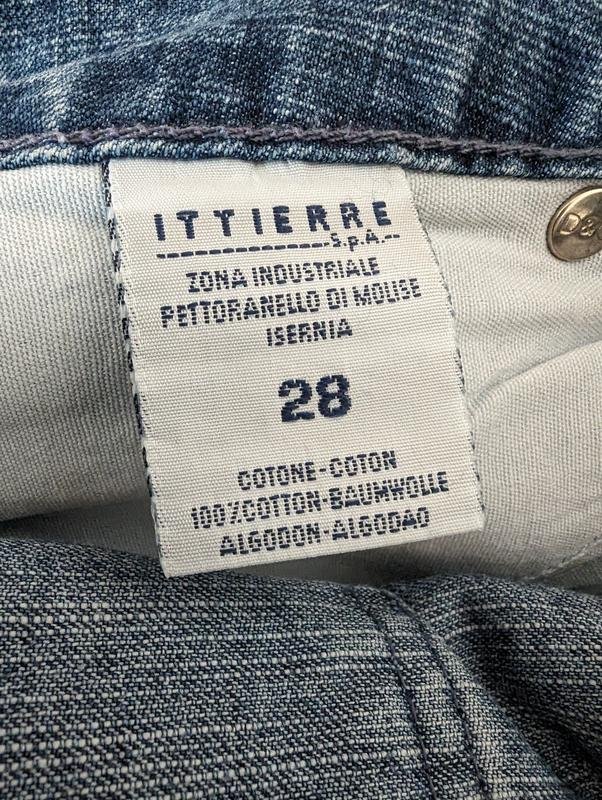 ITTIERRE
S.p.A.
ZONA INDUSTRIALE
PETTORANELLO DI MOLISE
ISERNIA
28
COTONE-COTON
100%COTTON-BAUMWOLLE
ALGODON-ALGODAO
D&